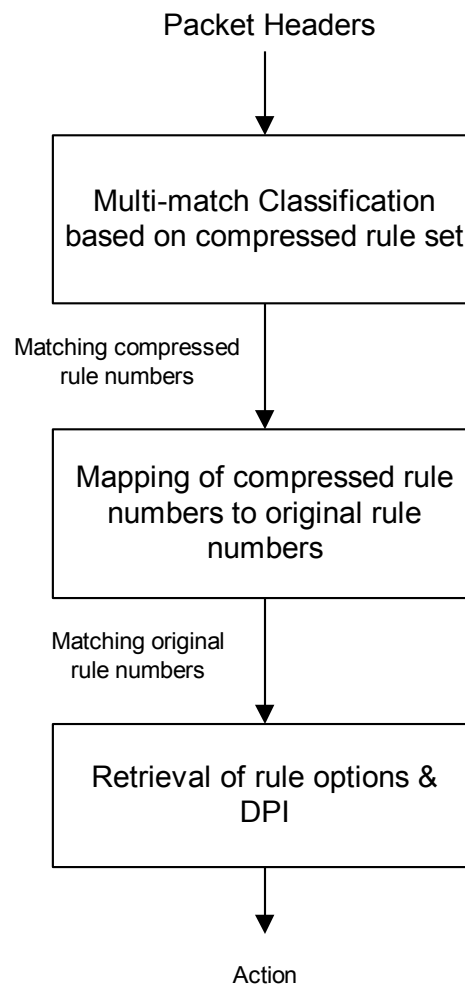 Packet Headers
Multi-match Classification
based on compressed rule set
Matching compressed
rule numbers
Mapping of compressed rule
numbers to original rule
numbers
Matching original
rule numbers
Retrieval of rule options &
DPI
Action